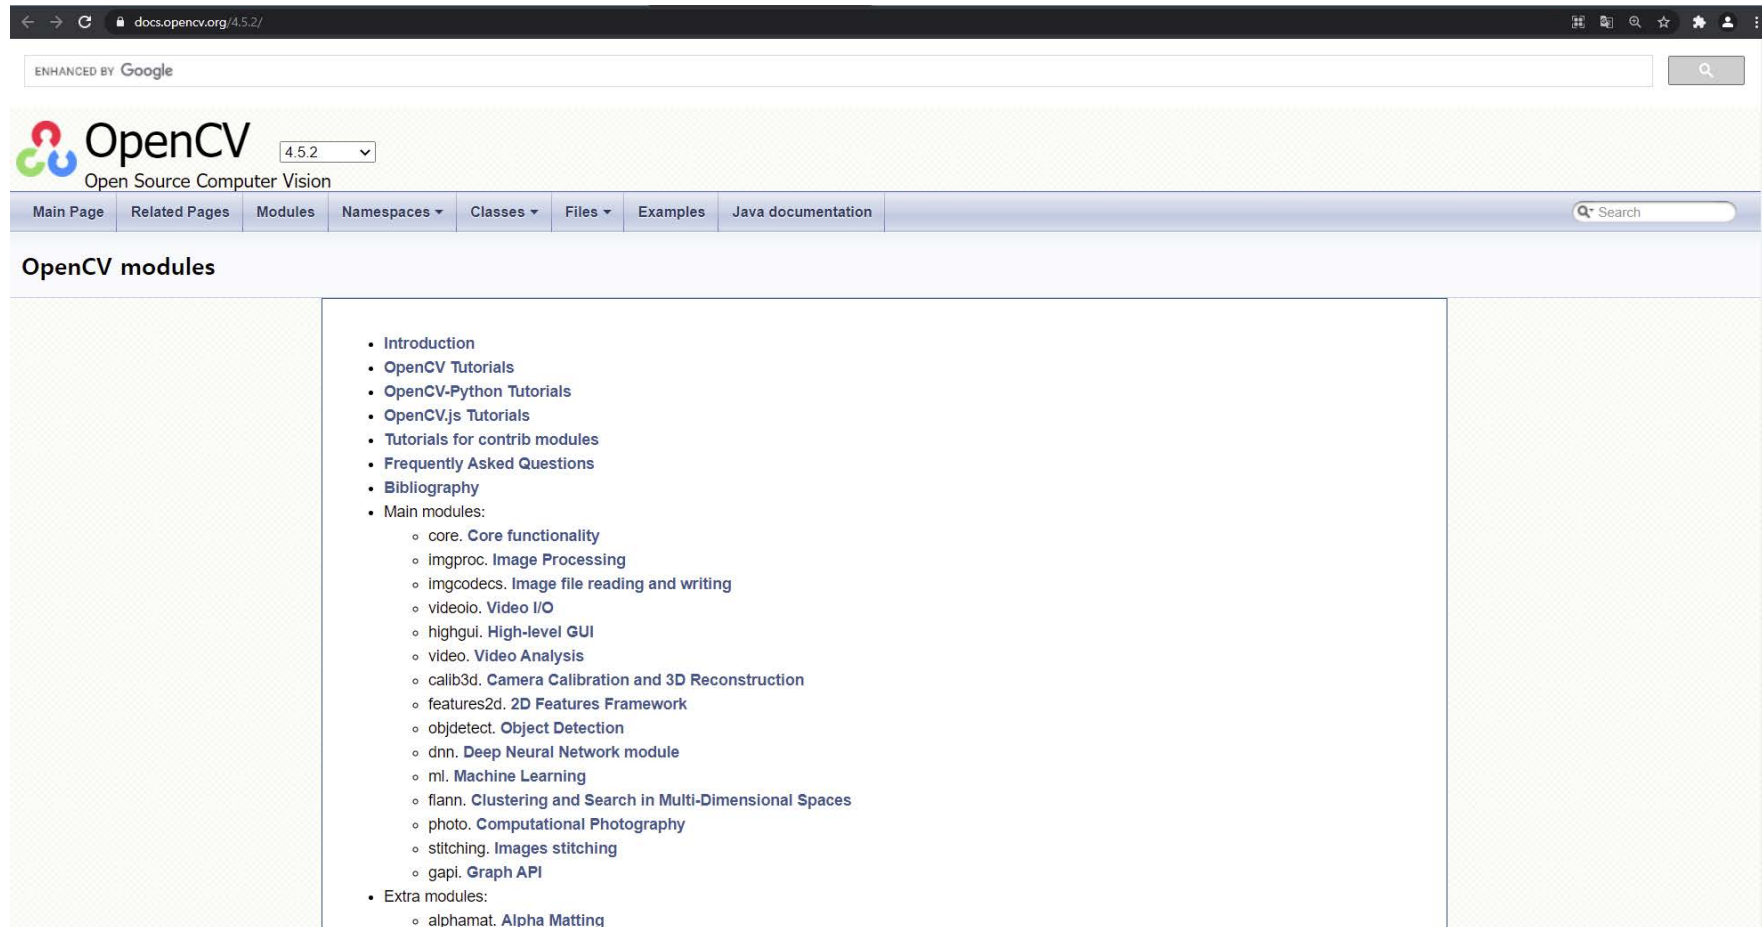 docs.opencv.org/4.5.2/
ENHANCED BY Google
OpenCV 4.5.2
Open Source Computer Vision
Main Page Related Pages Modules Namespaces Classes Files Examples Java documentation Search
OpenCV modules
Introduction
OpenCV Tutorials
OpenCV-Python Tutorials
OpenCV.js Tutorials
Tutorials for contrib modules
Frequently Asked Questions
Bibliography
Main modules:
core. Core functionality
imgproc. Image Processing
imgcodecs. Image file reading and writing
videoio. Video I/O
highgui. High-level GUI
video. Video Analysis
calib3d. Camera Calibration and 3D Reconstruction
features2d. 2D Features Framework
objdetect. Object Detection
dnn. Deep Neural Network module
ml. Machine Learning
flann. Clustering and Search in Multi-Dimensional Spaces
photo. Computational Photography
stitching. Images stitching
gapi. Graph API
Extra modules:
alphamat. Alpha Matting